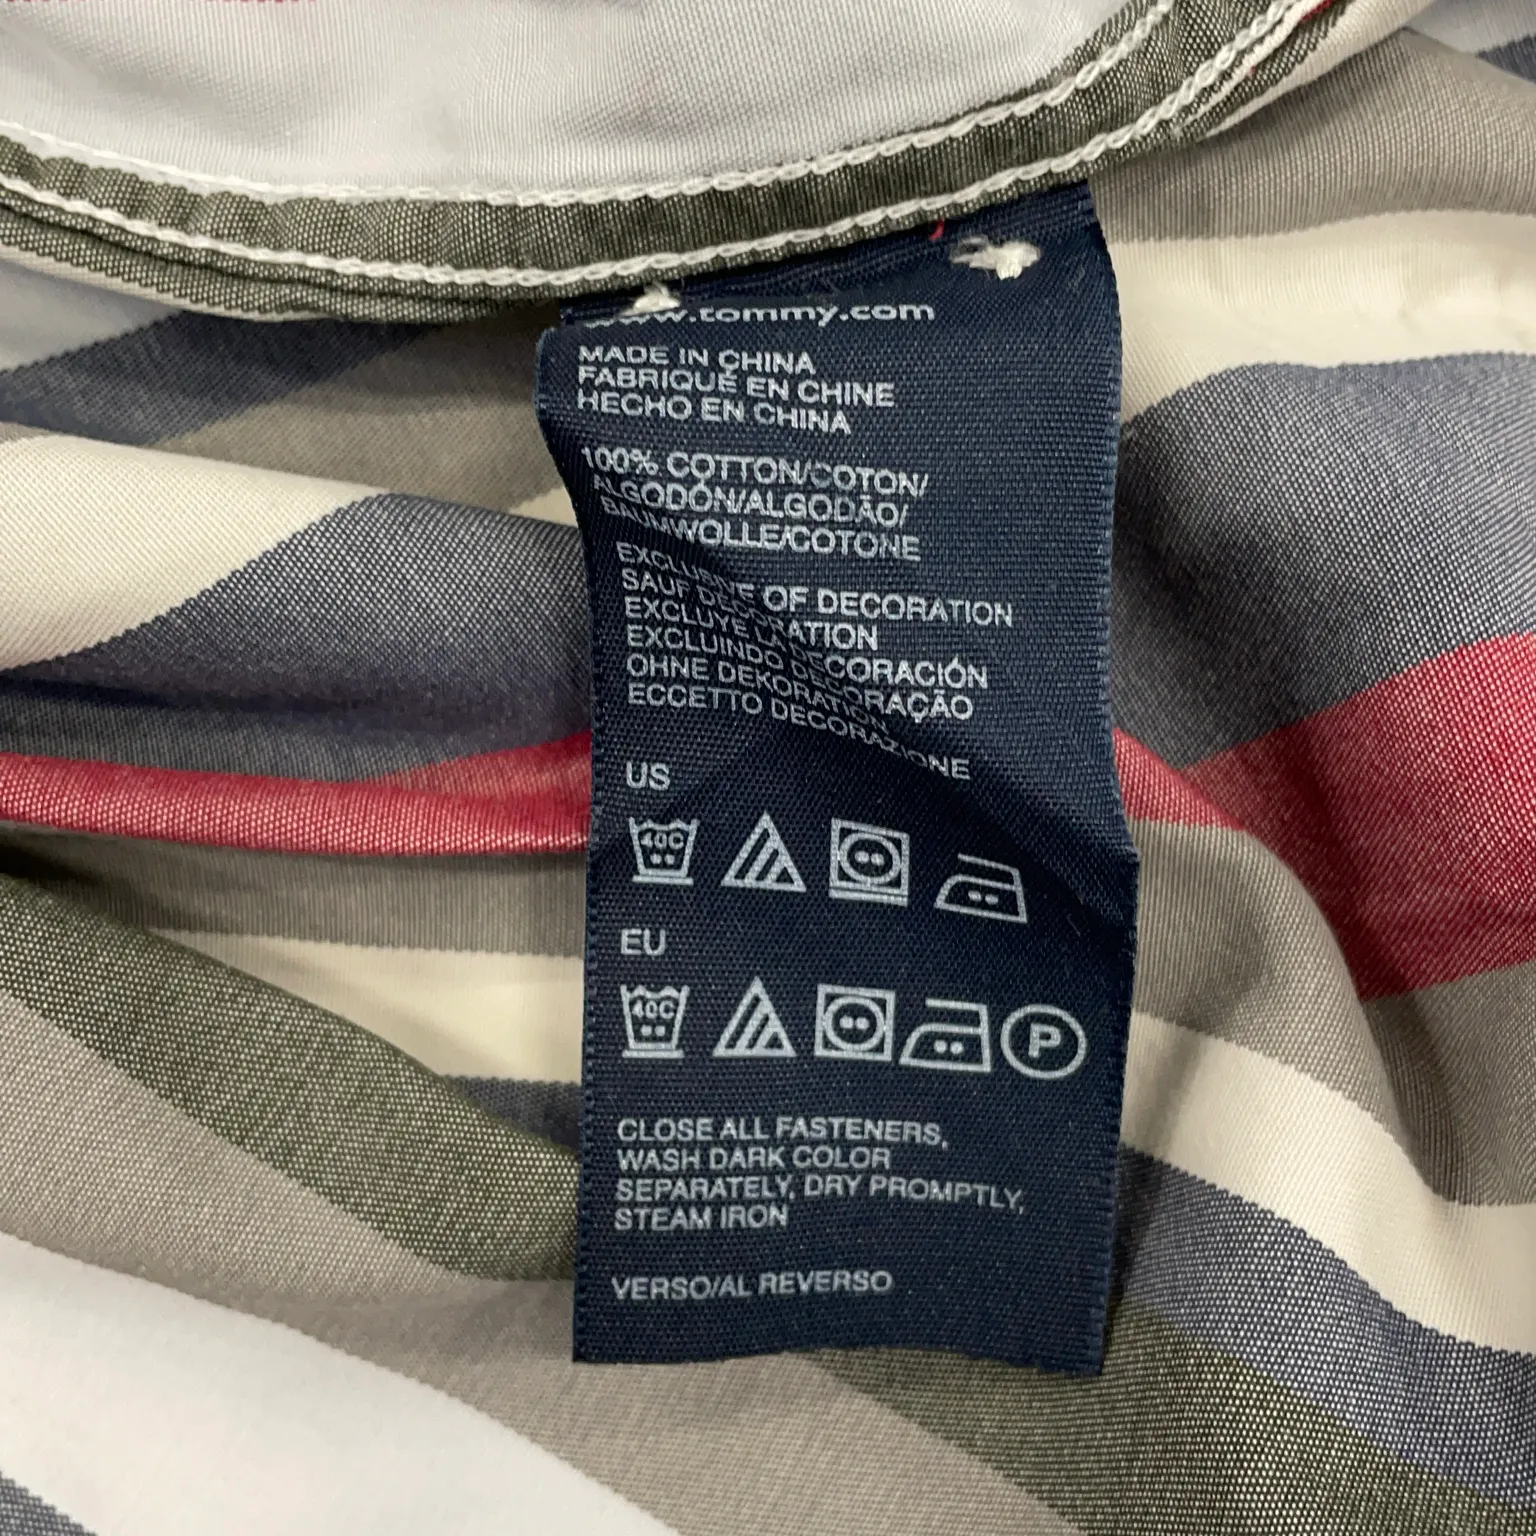 www.tommy.com
MADE IN CHINA
FABRIQUÉ EN CHINE
HECHO EN CHINA
100% COTTON/COTON/
ALGODÓN/ALGODÃO/
BAUMWOLLE/COTONE
EXCLUSIVE OF DECORATION
SAUF DECORATION
EXCLUYE LA DECORACIÓN
EXCLUINDO DECORAÇÃO
OHNE DEKORATION
ECCETTO DECORAZIONE
US
40C
EU
40C
P
CLOSE ALL FASTENERS,
WASH DARK COLOR
SEPARATELY, DRY PROMPTLY,
STEAM IRON
VERSO/AL REVERSO